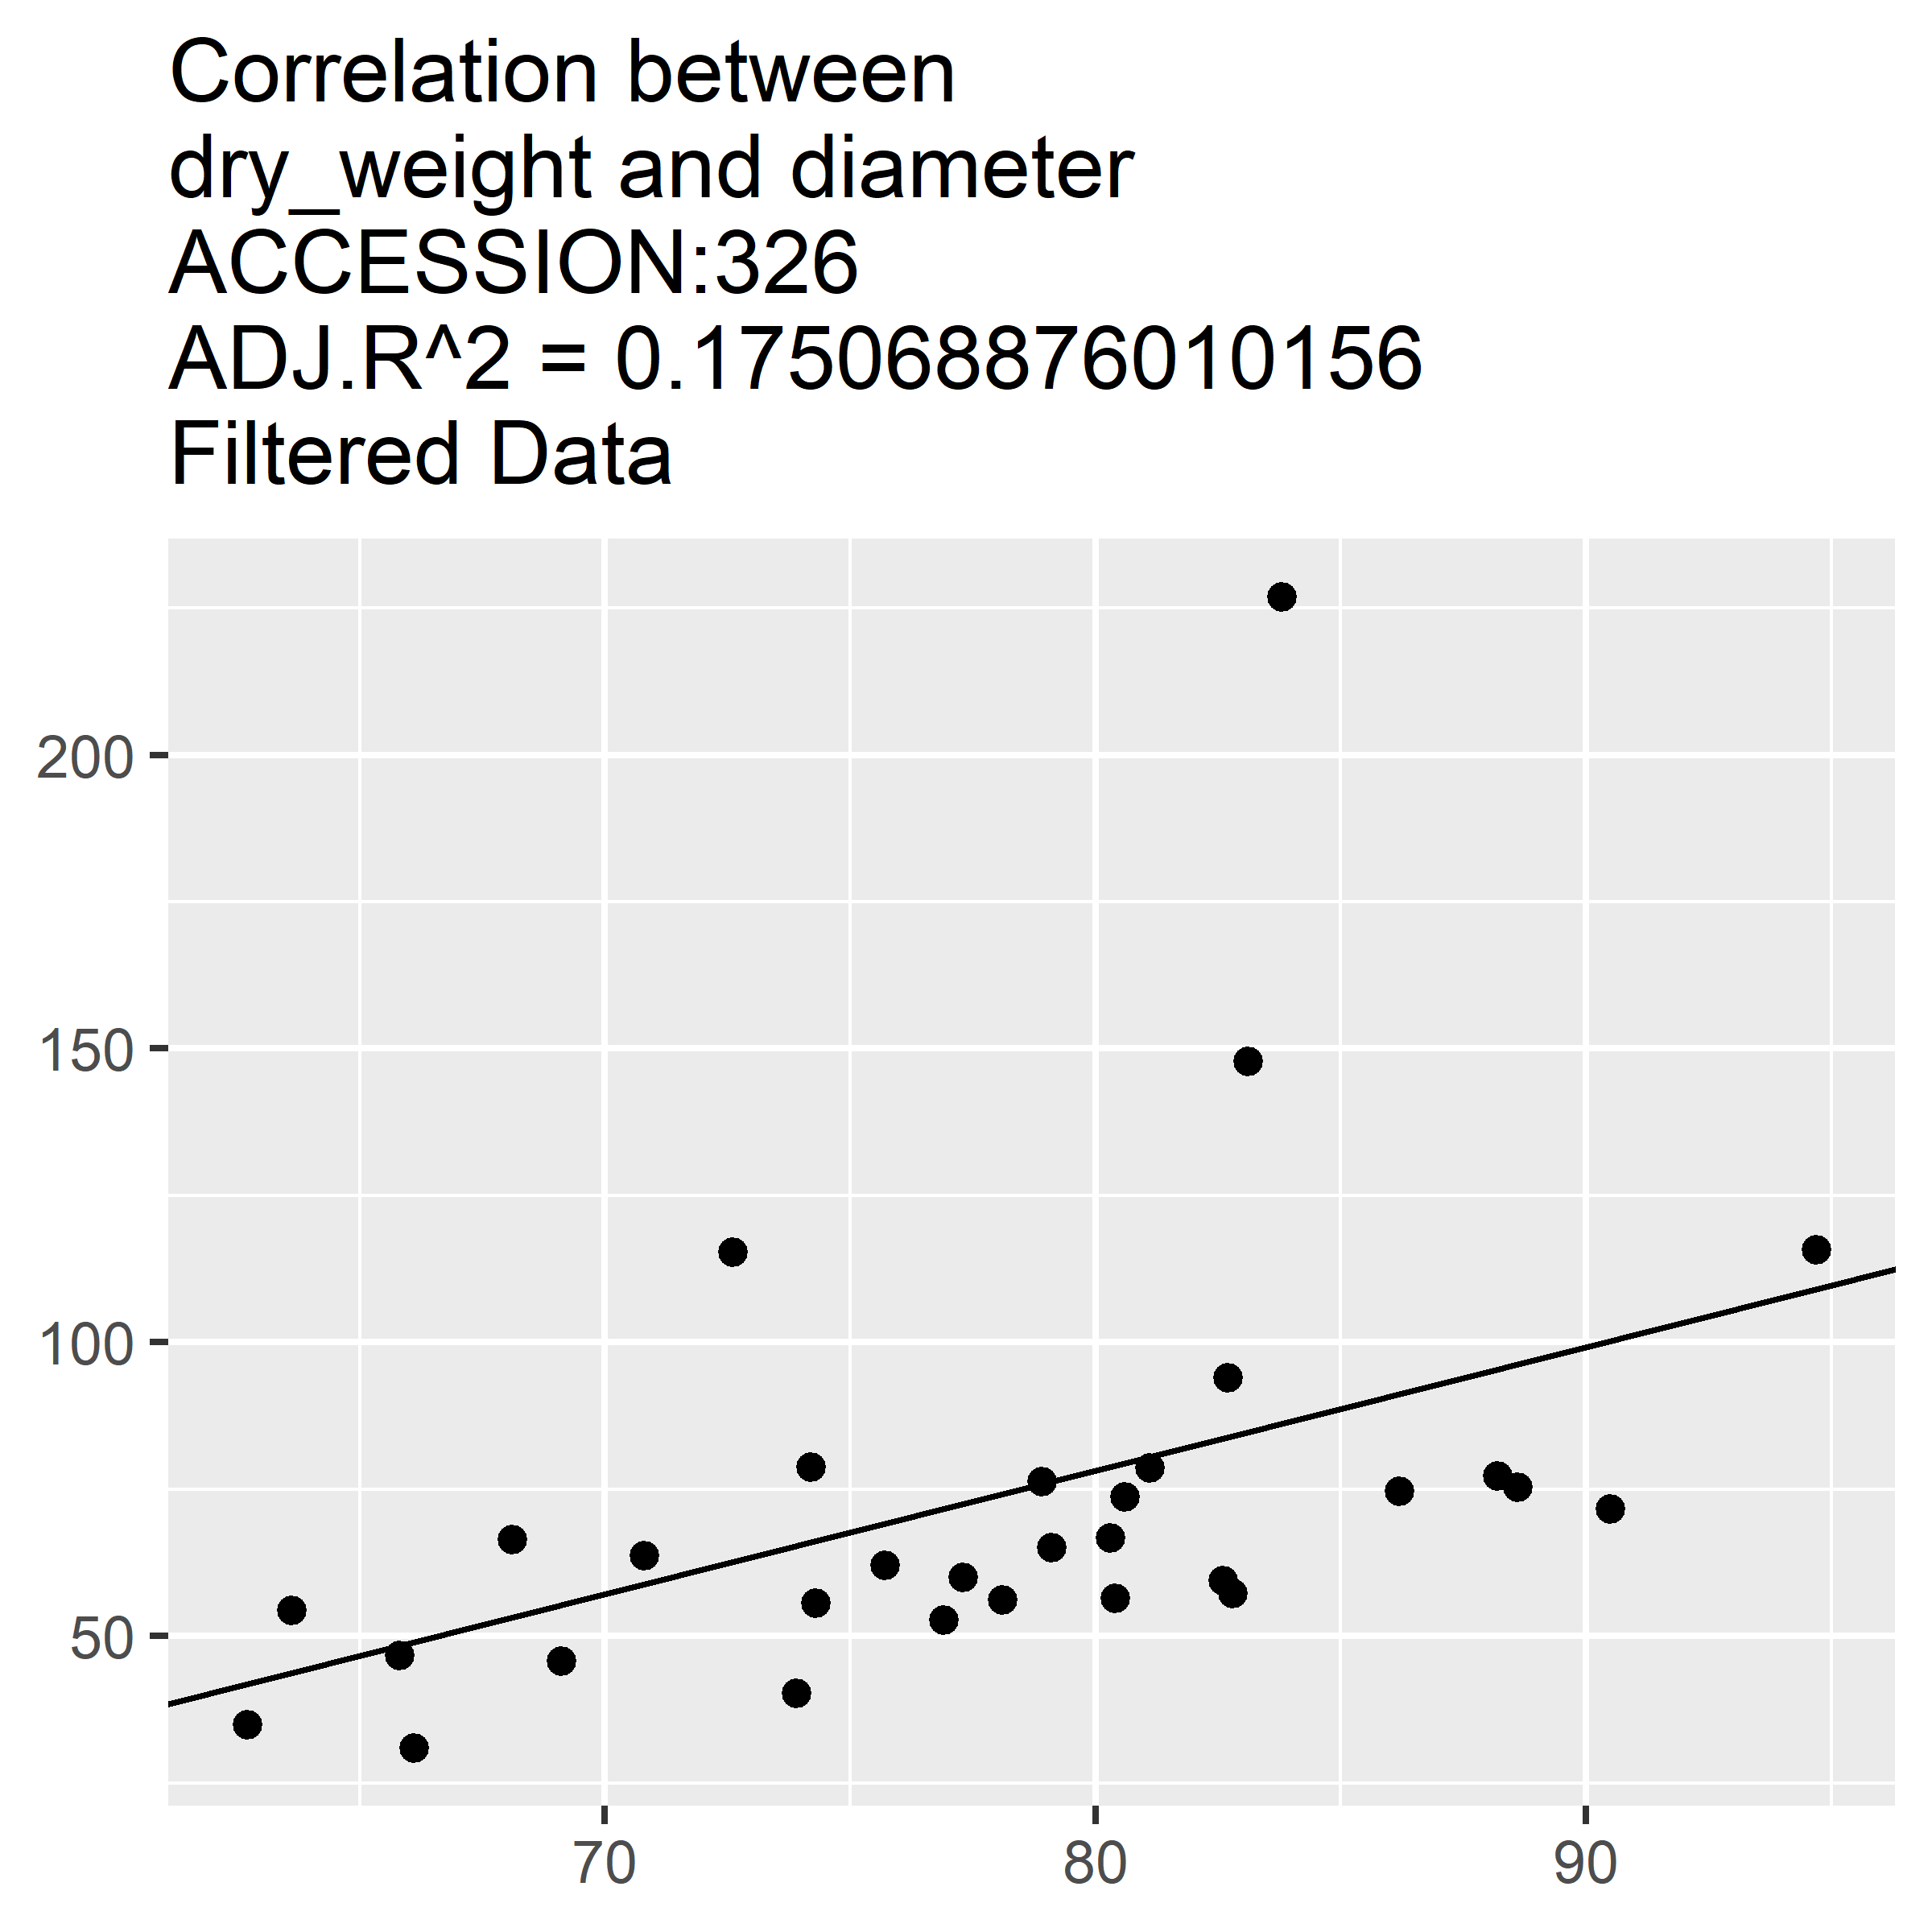 Correlation between
dry_weight and diameter
ACCESSION:326
ADJ.R^2 = 0.175068876010156
Filtered Data
200
150
100
50
70 80 90